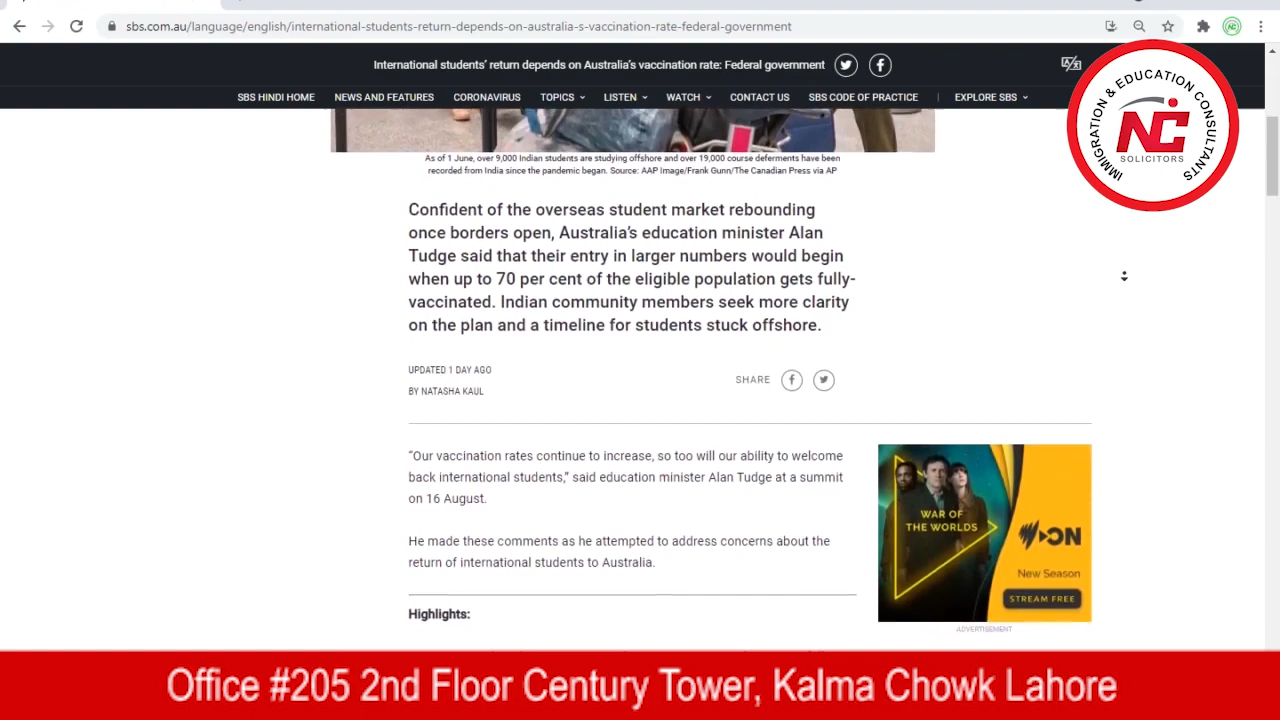 sbs.com.au/language/english/international-students-return-depends-on-australia-s-vaccination-rate-federal-government
International students' return depends on Australia's vaccination rate: Federal government
SBS HINDI HOME NEWS AND FEATURES CORONAVIRUS TOPICS LISTEN WATCH CONTACT US SBS CODE OF PRACTICE | EXPLORE SBS
IMMIGRATION & EDUCATION CONSULTANTS
NC
SOLICITORS
As of 1 June, over 9,000 Indian students are studying offshore and over 19,000 course deferments have been
recorded from India since the pandemic began. Source: AAP Image/Frank Gunn/The Canadian Press via AP
Confident of the overseas student market rebounding
once borders open, Australia's education minister Alan
Tudge said that their entry in larger numbers would begin
when up to 70 per cent of the eligible population gets fully-
vaccinated. Indian community members seek more clarity
on the plan and a timeline for students stuck offshore.
UPDATED 1 DAY AGO
BY NATASHA KAUL
SHARE
“Our vaccination rates continue to increase, so too will our ability to welcome
back international students,” said education minister Alan Tudge at a summit
on 16 August.
He made these comments as he attempted to address concerns about the
return of international students to Australia.
Highlights:
WAR OF
THE WORLDS
ON
New Season
STREAM FREE
ADVERTISEMENT
Office #205 2nd Floor Century Tower, Kalma Chowk Lahore